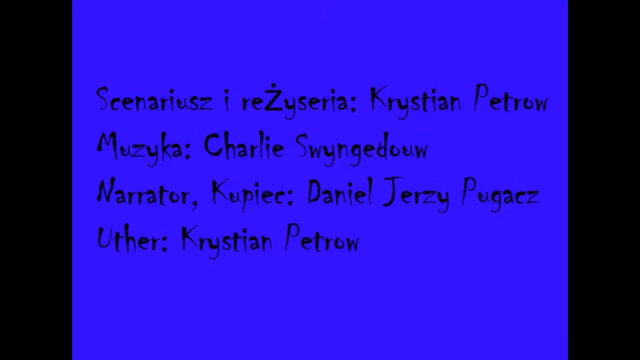 Scenariusz i reŻyseria: Krystian Petrow
Muzyka: Charlie Swyngedouw
Narrator, Kupiec: Daniel Jerzy Pugacz
Uther: Krystian Petrow